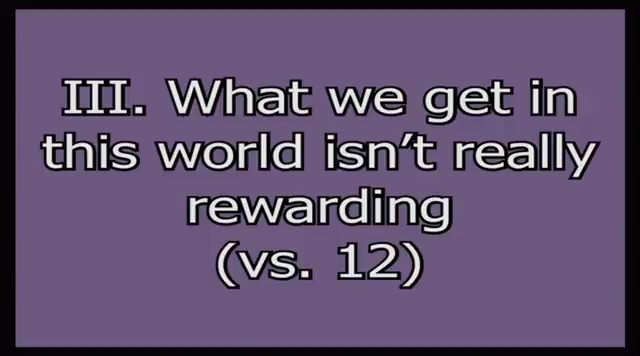 III. What we get in
this world isn’t really
rewarding
(vs. 12)